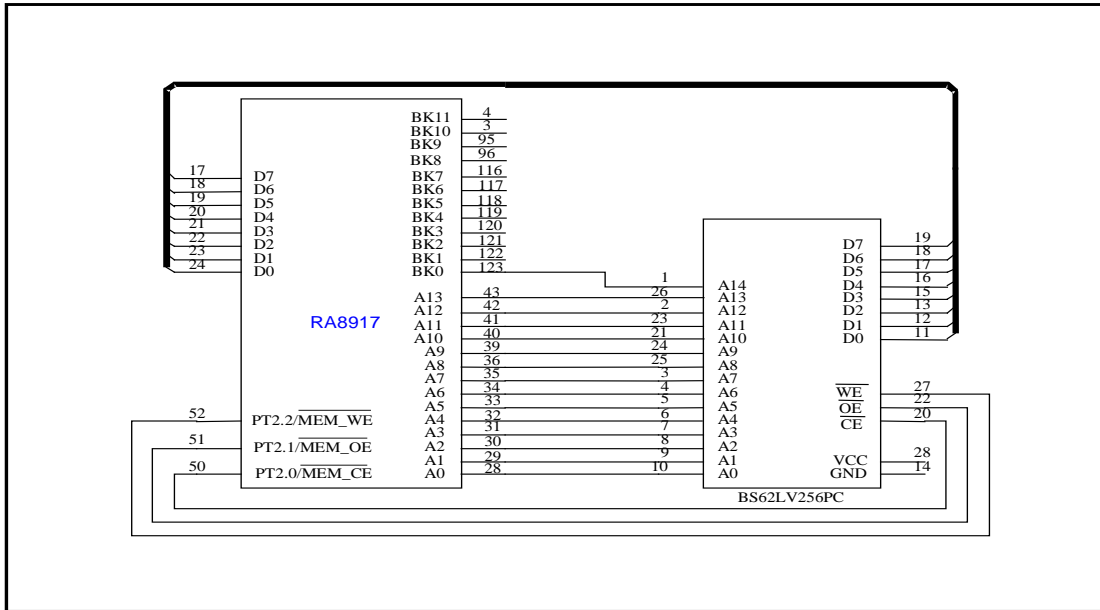 BK11 4
BK10 3
BK9 95
BK8 96
17 D7 BK7 116
18 D6 BK6 117
19 D5 BK5 118
20 D4 BK4 119
21 D3 BK3 120
22 D2 BK2 121
23 D1 BK1 122
24 D0 BK0 123
D7 19
D6 18
D5 17
D4 16
D3 15
D2 13
D1 12
D0 11
1 A14
A13 43 26 A13
A12 42 2 A12
RA8917
A11 41 23 A11
A10 40 21 A10
A9 39 24 A9
A8 36 25 A8
A7 35 3 A7
A6 34 4 A6
A5 33 5 A5
A4 32 6 A4
A3 31 7 A3
A2 30 8 A2
A1 29 9 A1
A0 28 10 A0
WE 27
OE 22
CE 20
52 PT2.2/MEM_WE
51 PT2.1/MEM_OE
50 PT2.0/MEM_CE
VCC 28
GND 14
BS62LV256PC